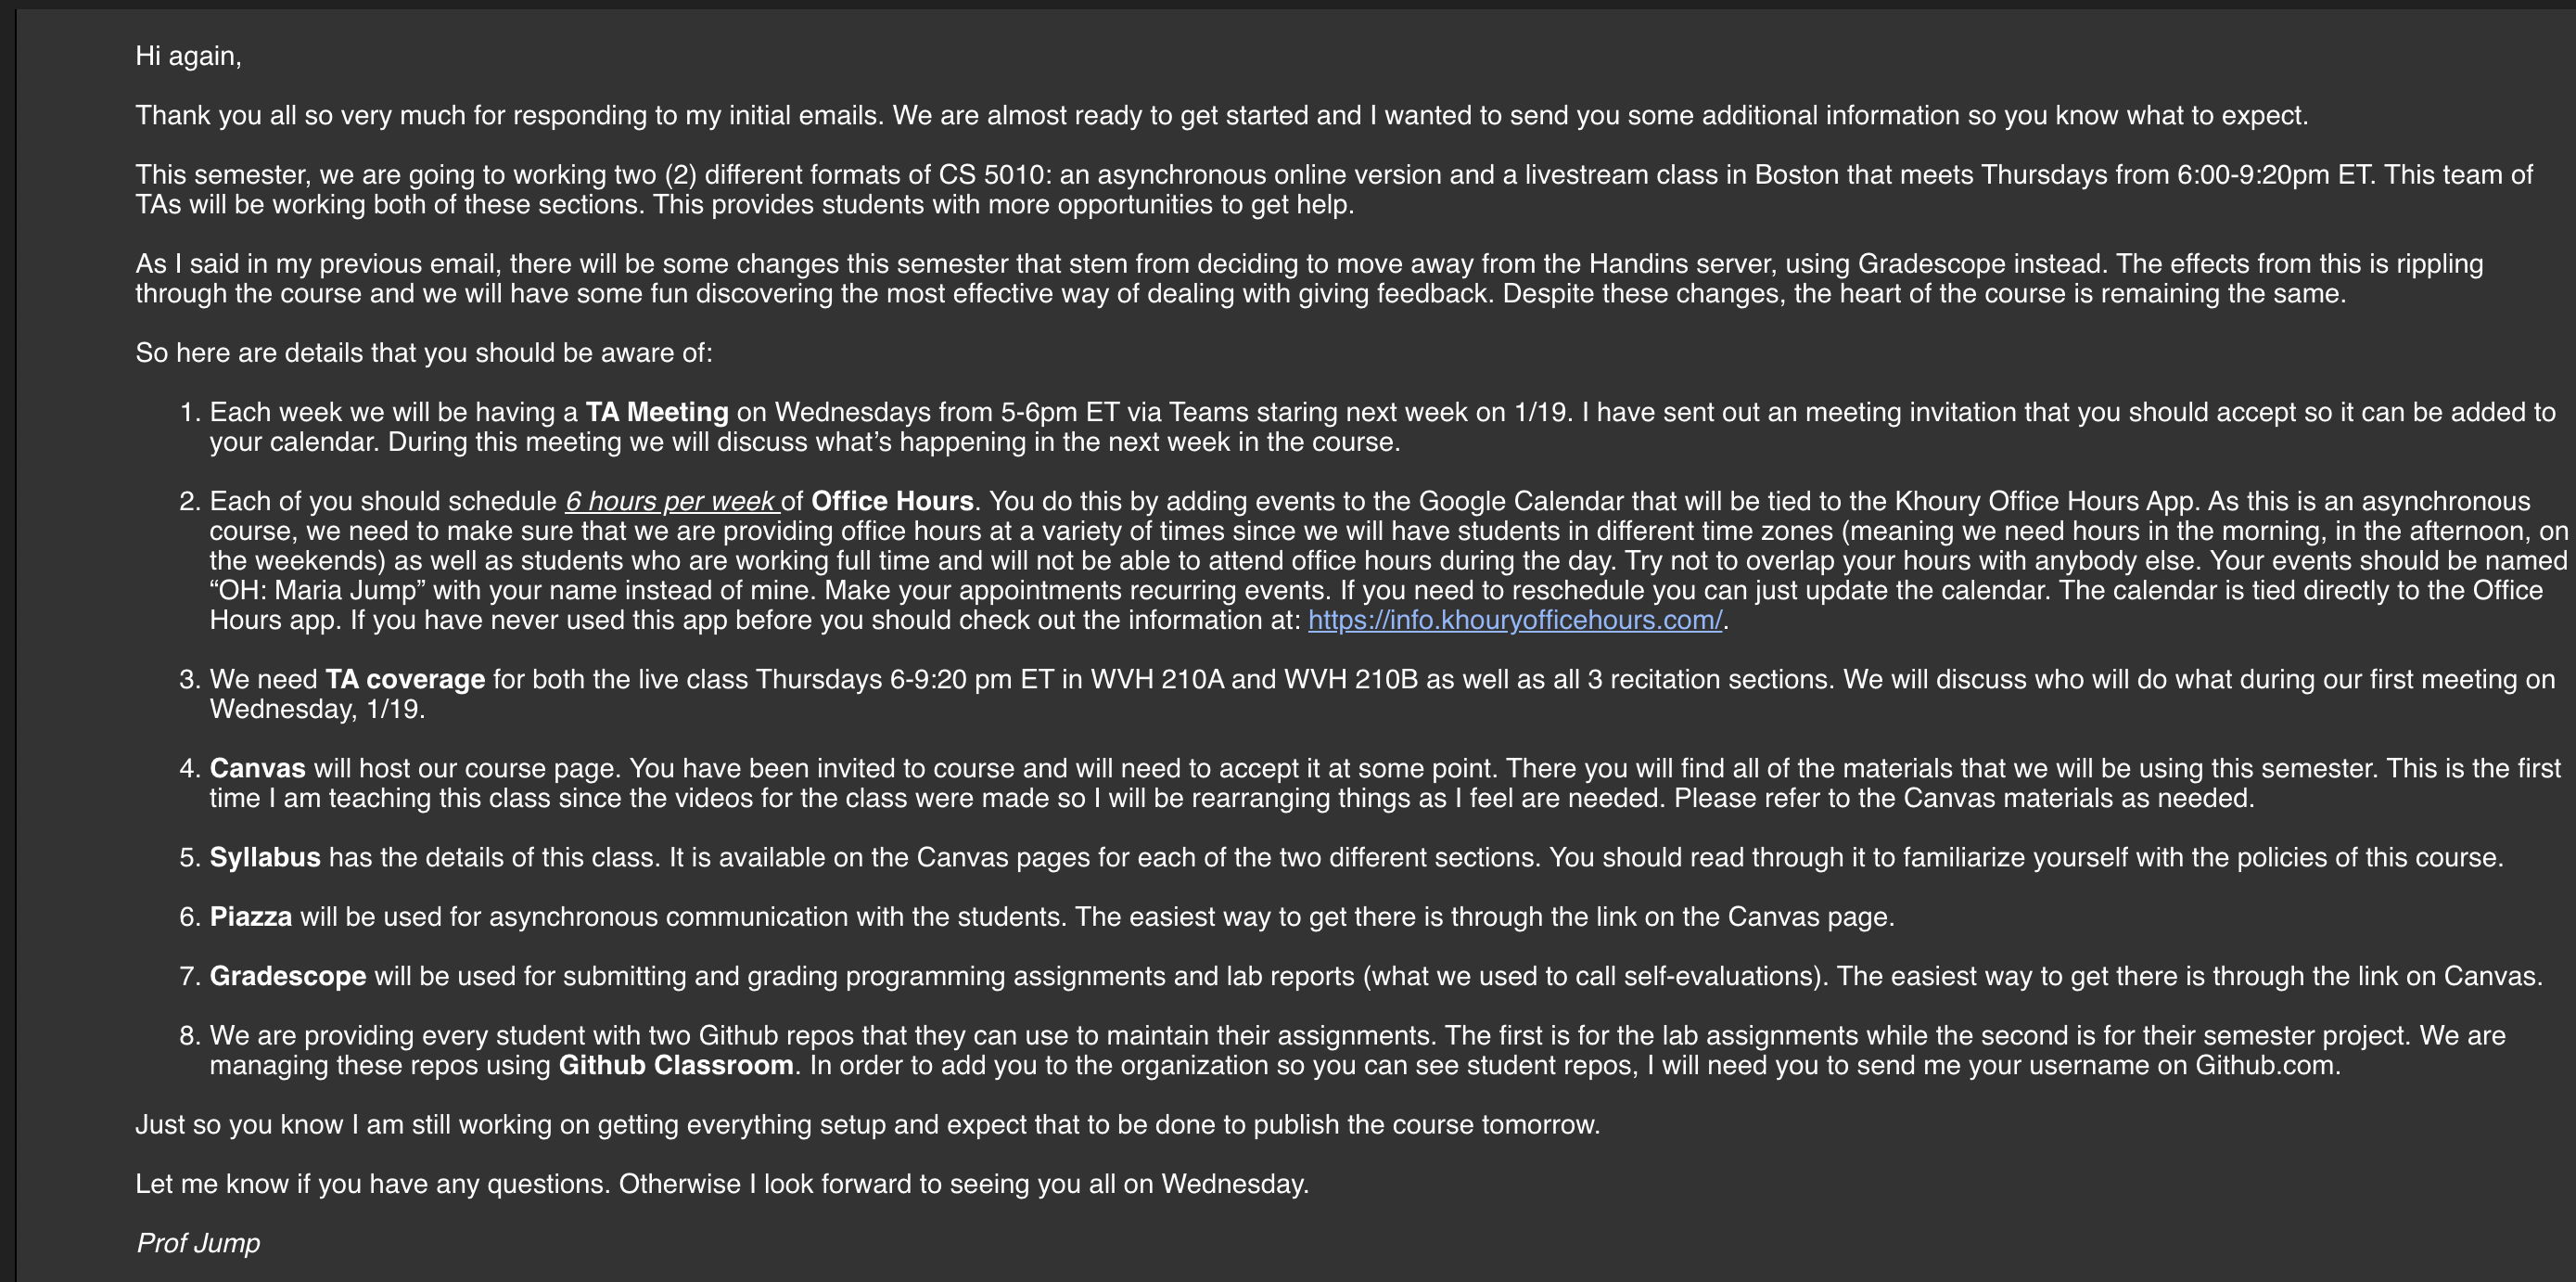 Hi again,
Thank you all so very much for responding to my initial emails. We are almost ready to get started and I wanted to send you some additional information so you know what to expect.
This semester, we are going to working two (2) different formats of CS 5010: an asynchronous online version and a livestream class in Boston that meets Thursdays from 6:00-9:20pm ET. This team of
TAs will be working both of these sections. This provides students with more opportunities to get help.
As I said in my previous email, there will be some changes this semester that stem from deciding to move away from the Handins server, using Gradescope instead. The effects from this is rippling
through the course and we will have some fun discovering the most effective way of dealing with giving feedback. Despite these changes, the heart of the course is remaining the same.
So here are details that you should be aware of:
1. Each week we will be having a TA Meeting on Wednesdays from 5-6pm ET via Teams staring next week on 1/19. I have sent out an meeting invitation that you should accept so it can be added to
your calendar. During this meeting we will discuss what’s happening in the next week in the course.
2. Each of you should schedule 6 hours per week of Office Hours. You do this by adding events to the Google Calendar that will be tied to the Khoury Office Hours App. As this is an asynchronous
course, we need to make sure that we are providing office hours at a variety of times since we will have students in different time zones (meaning we need hours in the morning, in the afternoon, on
the weekends) as well as students who are working full time and will not be able to attend office hours during the day. Try not to overlap your hours with anybody else. Your events should be named
“OH: Maria Jump” with your name instead of mine. Make your appointments recurring events. If you need to reschedule you can just update the calendar. The calendar is tied directly to the Office
Hours app. If you have never used this app before you should check out the information at: https://info.khouryofficehours.com/.
3. We need TA coverage for both the live class Thursdays 6-9:20 pm ET in WVH 210A and WVH 210B as well as all 3 recitation sections. We will discuss who will do what during our first meeting on
Wednesday, 1/19.
4. Canvas will host our course page. You have been invited to course and will need to accept it at some point. There you will find all of the materials that we will be using this semester. This is the first
time I am teaching this class since the videos for the class were made so I will be rearranging things as I feel are needed. Please refer to the Canvas materials as needed.
5. Syllabus has the details of this class. It is available on the Canvas pages for each of the two different sections. You should read through it to familiarize yourself with the policies of this course.
6. Piazza will be used for asynchronous communication with the students. The easiest way to get there is through the link on the Canvas page.
7. Gradescope will be used for submitting and grading programming assignments and lab reports (what we used to call self-evaluations). The easiest way to get there is through the link on Canvas.
8. We are providing every student with two Github repos that they can use to maintain their assignments. The first is for the lab assignments while the second is for their semester project. We are
managing these repos using Github Classroom. In order to add you to the organization so you can see student repos, I will need you to send me your username on Github.com.
Just so you know I am still working on getting everything setup and expect that to be done to publish the course tomorrow.
Let me know if you have any questions. Otherwise I look forward to seeing you all on Wednesday.
Prof Jump